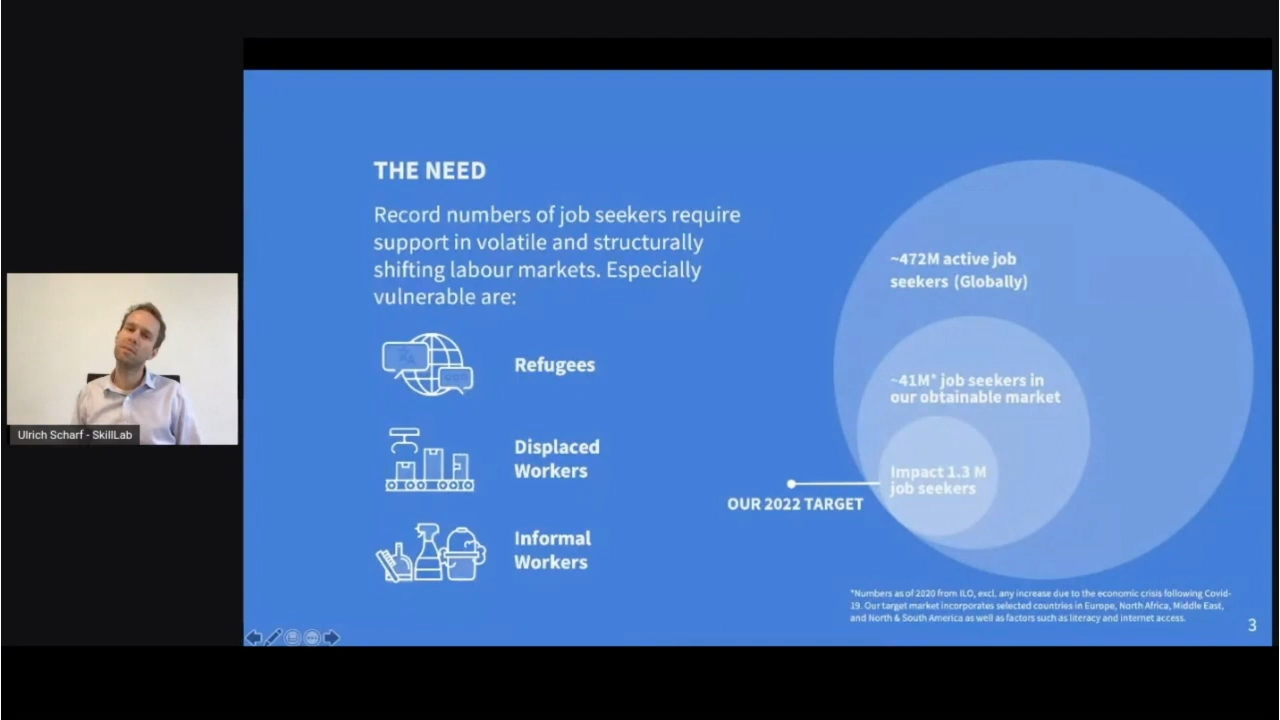 THE NEED
Record numbers of job seekers require
support in volatile and structurally
shifting labour markets. Especially
vulnerable are:
Refugees
Displaced
Workers
Informal
Workers
~472M active job
seekers (Globally)
~41M* job seekers in
our obtainable market
Impact 1.3 M
job seekers
OUR 2022 TARGET
*Numbers as of 2020 from ILO, excl. any increase due to the economic crisis following Covid-
19. Our target market incorporates selected countries in Europe, North Africa, Middle East,
and North & South America as well as factors such as literacy and internet access.
3
Ulrich Scharf - SkillLab